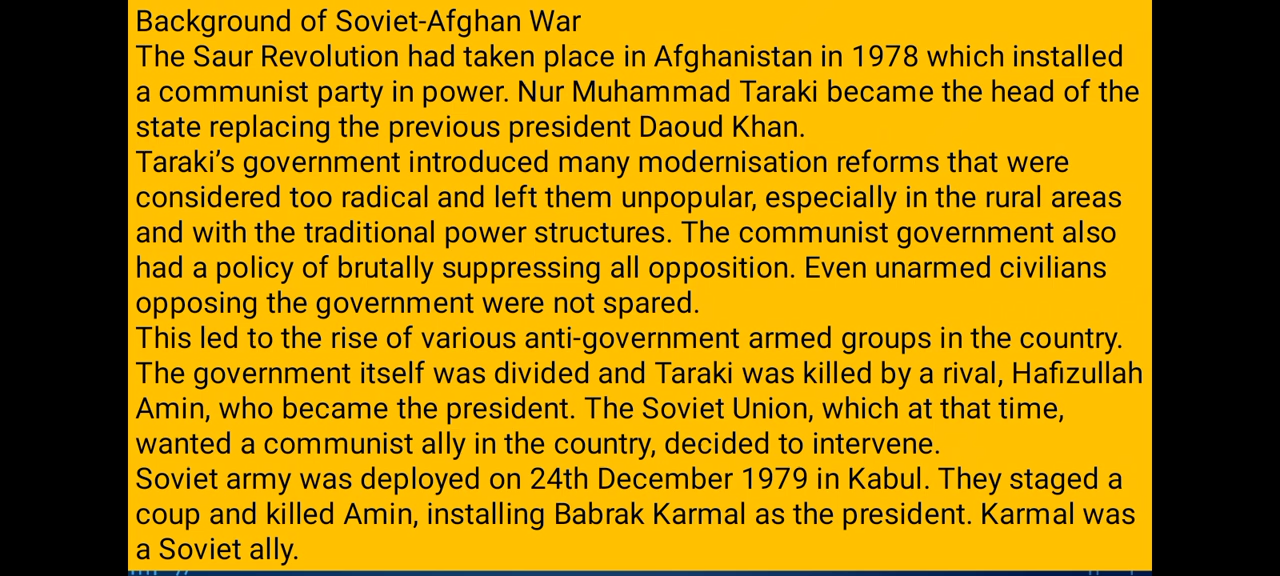 Background of Soviet-Afghan War
The Saur Revolution had taken place in Afghanistan in 1978 which installed
a communist party in power. Nur Muhammad Taraki became the head of the
state replacing the previous president Daoud Khan.
Taraki’s government introduced many modernisation reforms that were
considered too radical and left them unpopular, especially in the rural areas
and with the traditional power structures. The communist government also
had a policy of brutally suppressing all opposition. Even unarmed civilians
opposing the government were not spared.
This led to the rise of various anti-government armed groups in the country.
The government itself was divided and Taraki was killed by a rival, Hafizullah
Amin, who became the president. The Soviet Union, which at that time,
wanted a communist ally in the country, decided to intervene.
Soviet army was deployed on 24th December 1979 in Kabul. They staged a
coup and killed Amin, installing Babrak Karmal as the president. Karmal was
a Soviet ally.